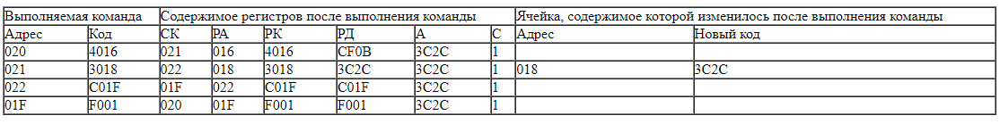 Выполняемая команда Содержимое регистров после выполнения команды Ячейка, содержимое которой изменилось после выполнения команды
Адрес Код СК РА РК РД А С Адрес Новый код
020 4016 021 016 4016 CF0B 3C2C 1
021 3018 022 018 3018 3C2C 3C2C 1 018 3C2C
022 C01F 01F 022 C01F C01F 3C2C 1
01F F001 020 01F F001 F001 3C2C 1